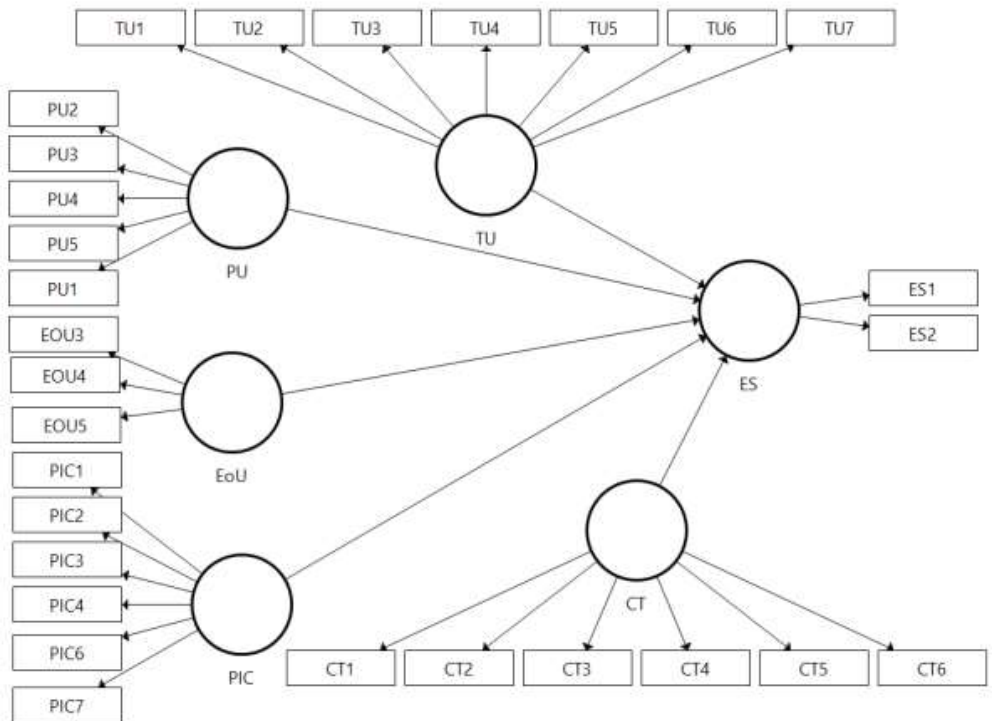 TU1
TU2
TU3
TU4
TU5
TU6
TU7
PU2
PU3
PU4
PU5
PU1
PU
TU
EOU3
EOU4
EOU5
EoU
ES1
ES2
ES
PIC1
PIC2
PIC3
PIC4
PIC6
PIC7
PIC
CT
CT1
CT2
CT3
CT4
CT5
CT6